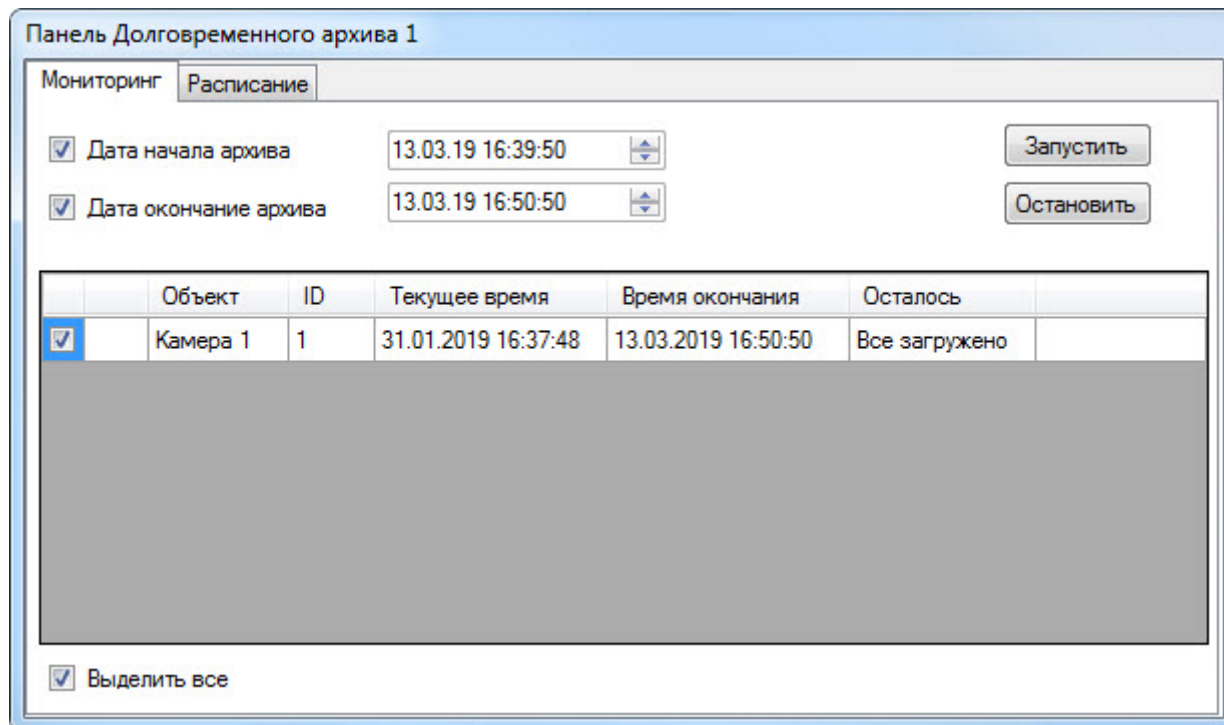 Панель Долговременного архива 1
Мониторинг Расписание
Дата начала архива 13.03.19 16:39:50 Запустить
Дата окончание архива 13.03.19 16:50:50 Остановить
Объект ID Текущее время Время окончания Осталось
Камера 1 1 31.01.2019 16:37:48 13.03.2019 16:50:50 Все загружено
Выделить все